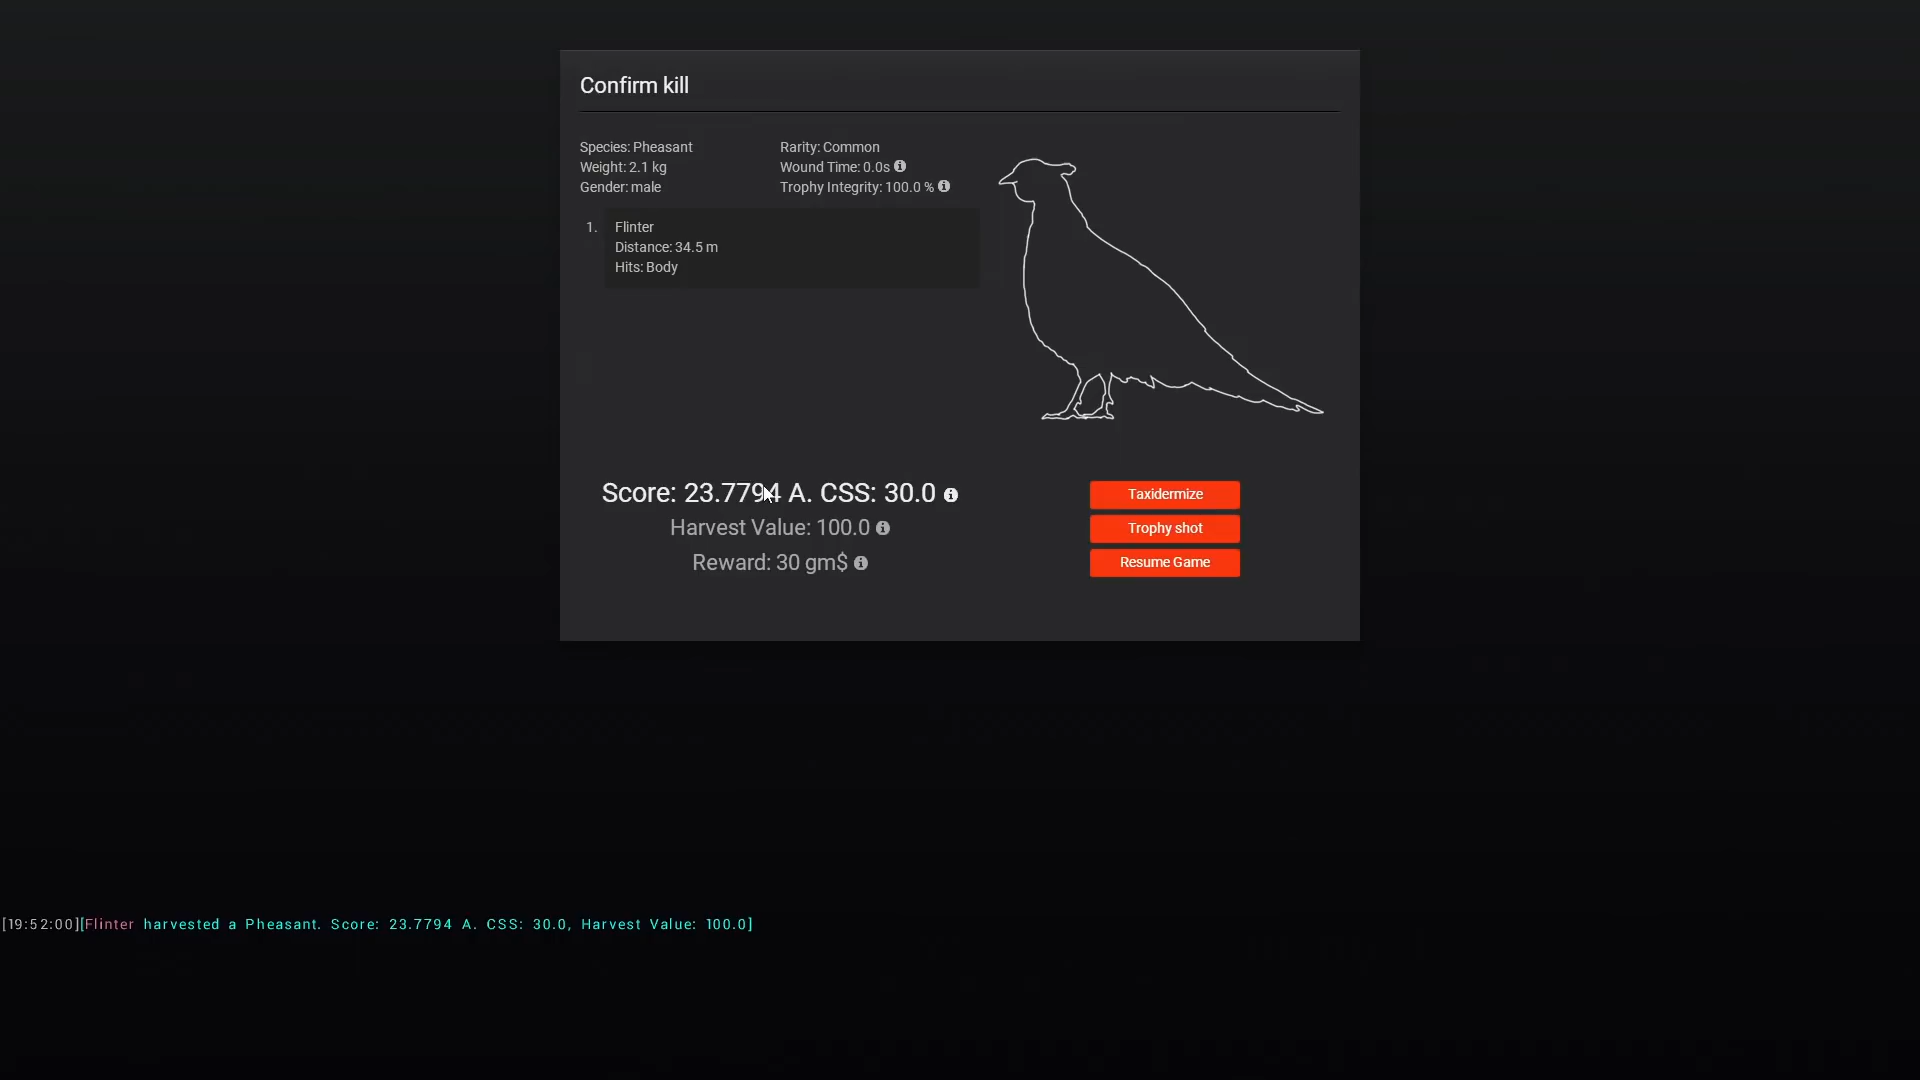 Confirm kill
Species: Pheasant
Weight: 2.1 kg
Gender: male
Rarity: Common
Wound Time: 0.0s
Trophy Integrity: 100.0 %
1.
Flinter
Distance: 34.5 m
Hits: Body
Score: 23.7794 A. CSS: 30.0
Harvest Value: 100.0
Reward: 30 gm$
Taxidermize
Trophy shot
Resume Game
[19:52:00][Flinter harvested a Pheasant. Score: 23.7794 A. CSS: 30.0, Harvest Value: 100.0]